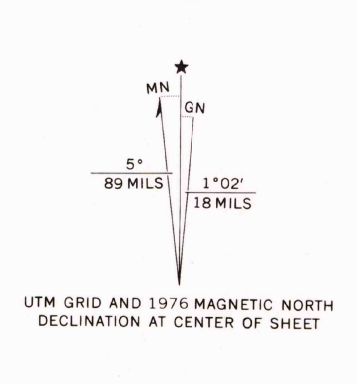 MN
GN
5°
89 MILS
1°02'
18 MILS
UTM GRID AND 1976 MAGNETIC NORTH
DECLINATION AT CENTER OF SHEET